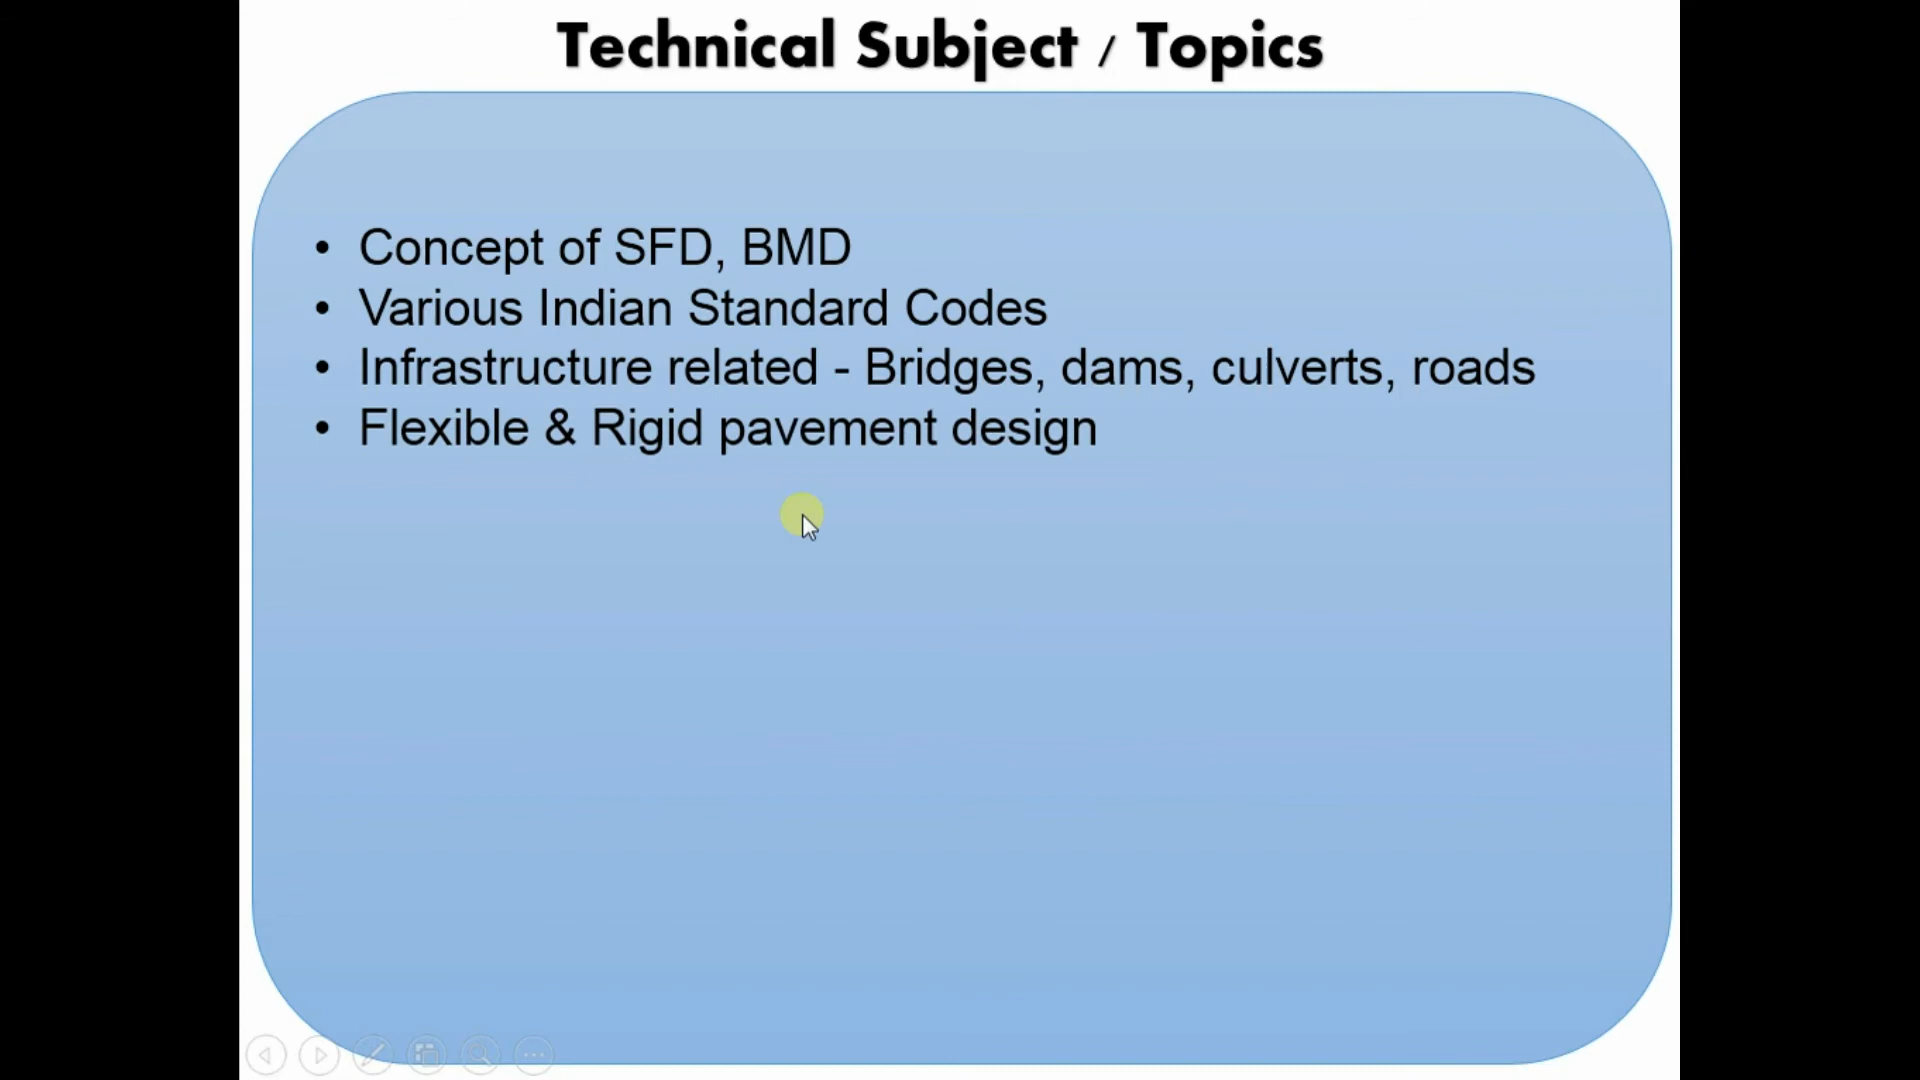 Technical Subject / Topics
• Concept of SFD, BMD
• Various Indian Standard Codes
• Infrastructure related - Bridges, dams, culverts, roads
• Flexible & Rigid pavement design